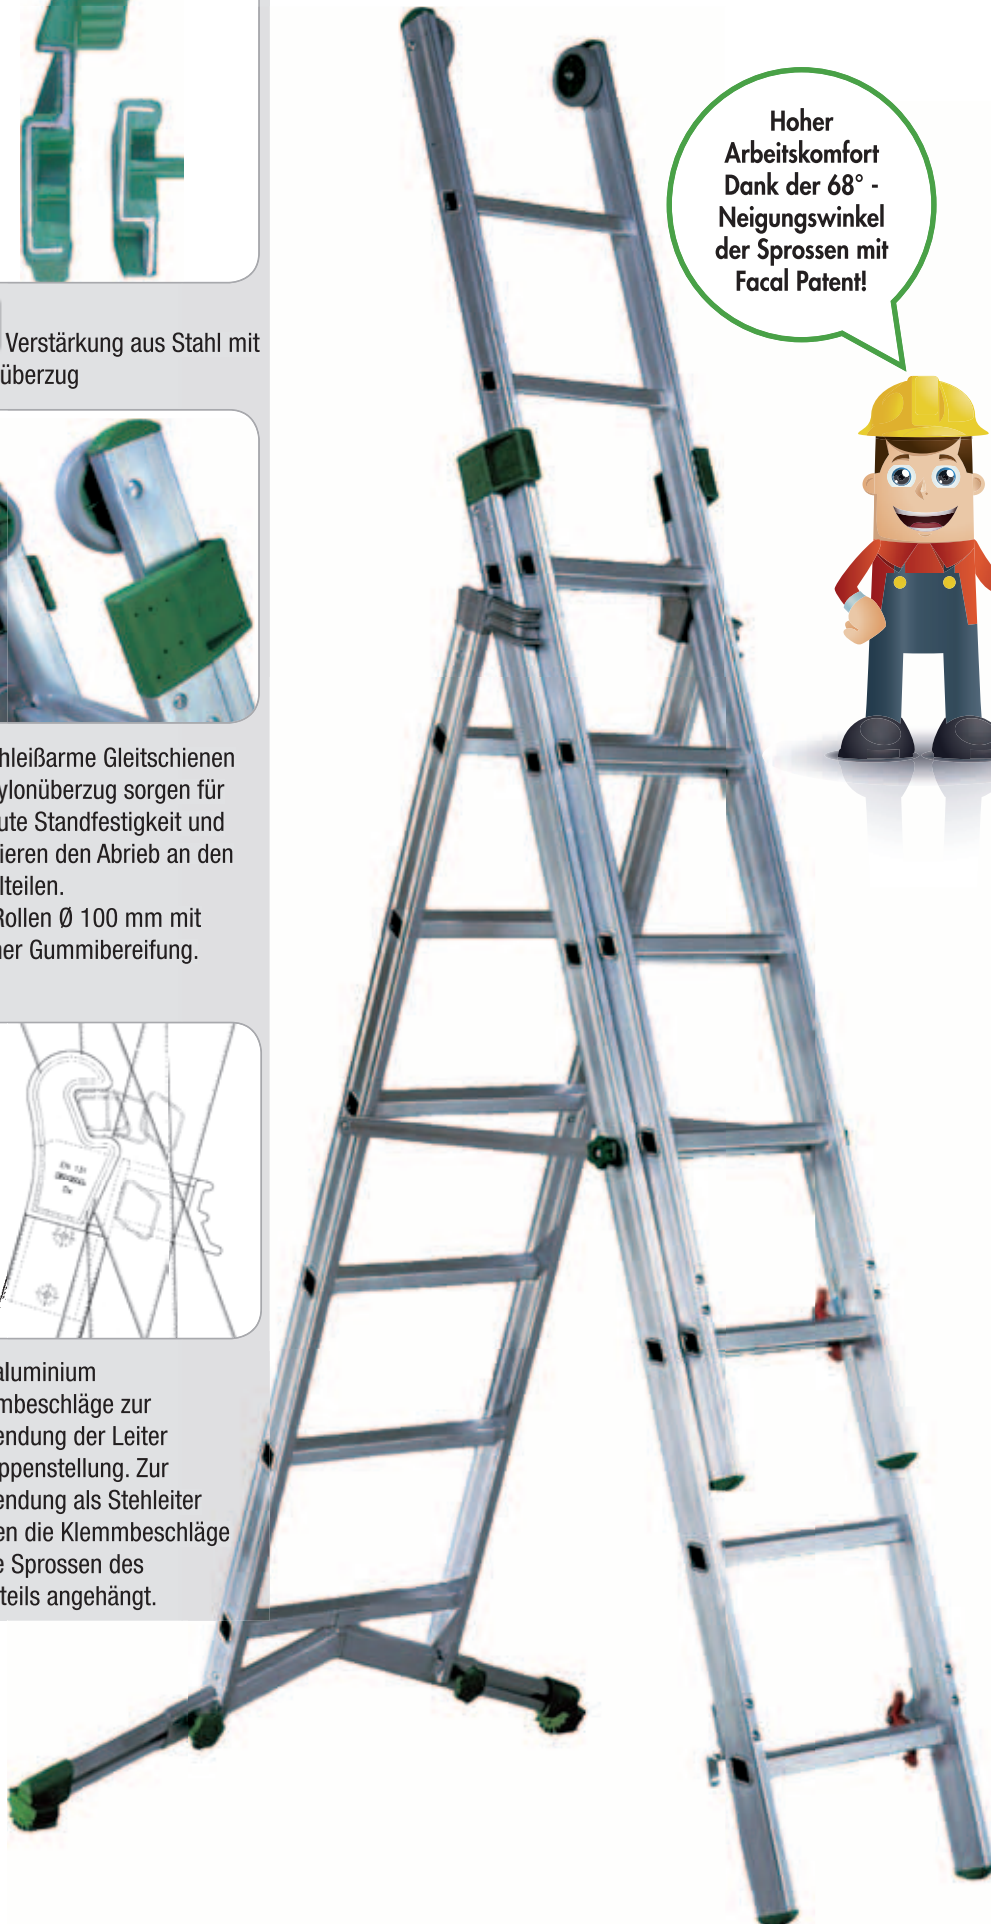 Verstärkung aus Stahl mit
überzug
hleißarme Gleitschienen
ylonüberzug sorgen für
ute Standfestigkeit und
ieren den Abrieb an den
lteilen.
Rollen Ø 100 mm mit
er Gummibereifung.
EN 131
aluminium
mbeschläge zur
endung der Leiter
ppenstellung. Zur
endung als Stehleiter
en die Klemmbeschläge
e Sprossen des
teils angehängt.
Hoher
Arbeitskomfort
Dank der 68° -
Neigungswinkel
der Sprossen mit
Facal Patent!